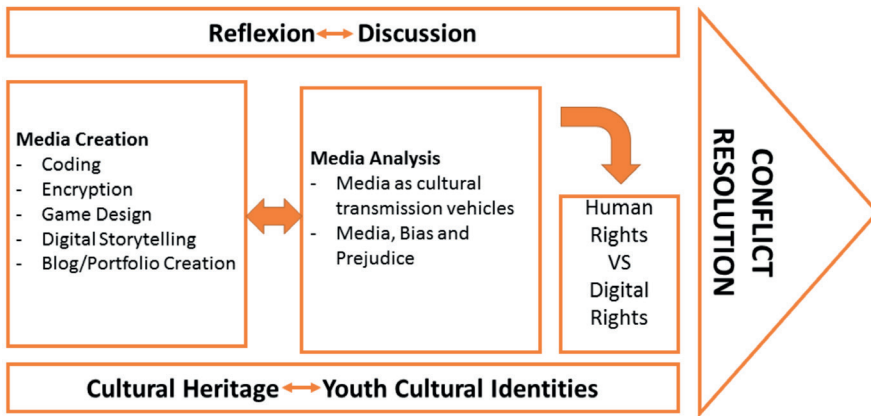 Reflexion Discussion
Media Creation
- Coding
- Encryption
- Game Design
- Digital Storytelling
- Blog/Portfolio Creation
Media Analysis
- Media as cultural
transmission vehicles
- Media, Bias and
Prejudice
Human
Rights
VS
Digital
Rights
CONFLICT
RESOLUTION
Cultural Heritage Youth Cultural Identities